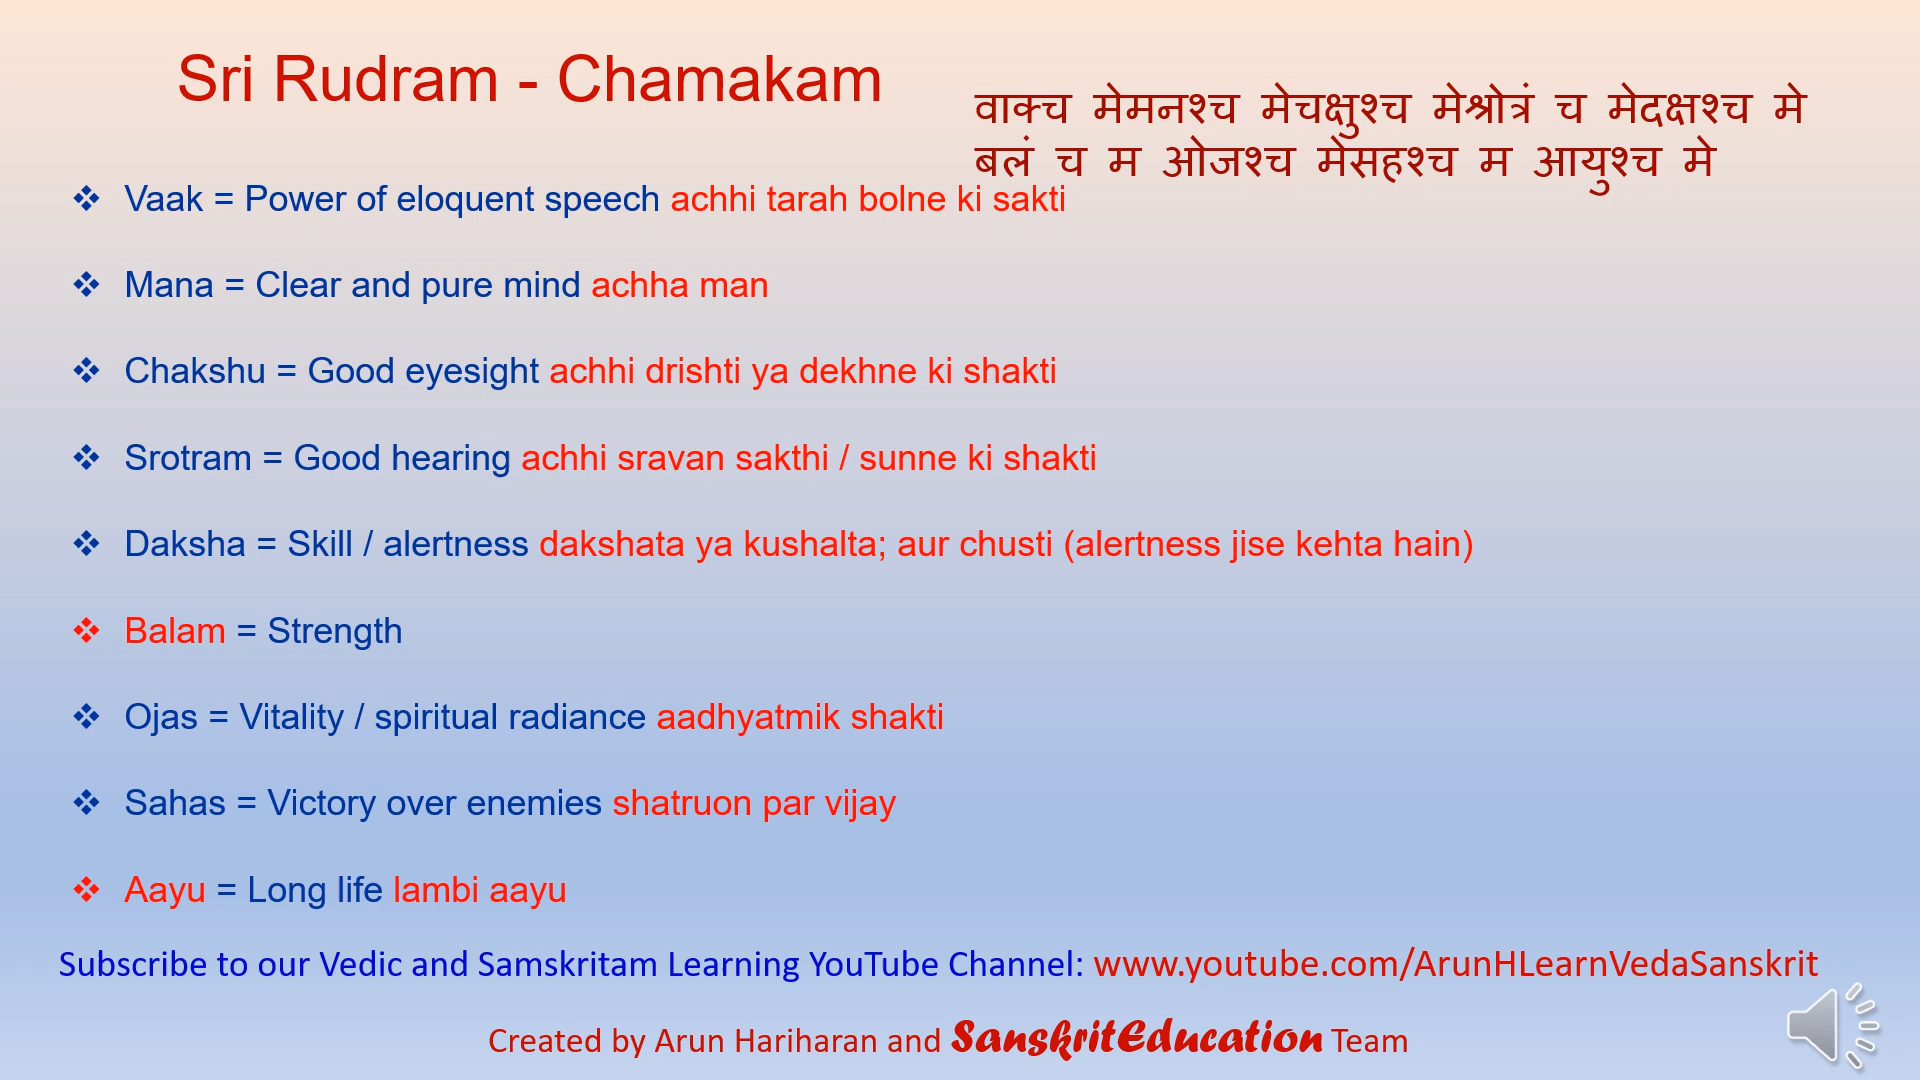 Sri Rudram - Chamakam
वाक्च मेमनश्च मेचक्षुश्च मेश्रोत्रं च मेदक्षश्च मे
बलं च म ओजश्च मेसहश्च म आयुश्च मे
❖ Vaak = Power of eloquent speech achhi tarah bolne ki sakti
❖ Mana = Clear and pure mind achha man
❖ Chakshu = Good eyesight achhi drishti ya dekhne ki shakti
❖ Srotram = Good hearing achhi sravan sakthi / sunne ki shakti
❖ Daksha = Skill / alertness dakshata ya kushalta; aur chusti (alertness jise kehta hain)
❖ Balam = Strength
❖ Ojas = Vitality / spiritual radiance aadhyatmik shakti
❖ Sahas = Victory over enemies shatruon par vijay
❖ Aayu = Long life lambi aayu
Subscribe to our Vedic and Samskritam Learning YouTube Channel: www.youtube.com/ArunHLearnVedaSanskrit
Created by Arun Hariharan and SanskritEducation Team